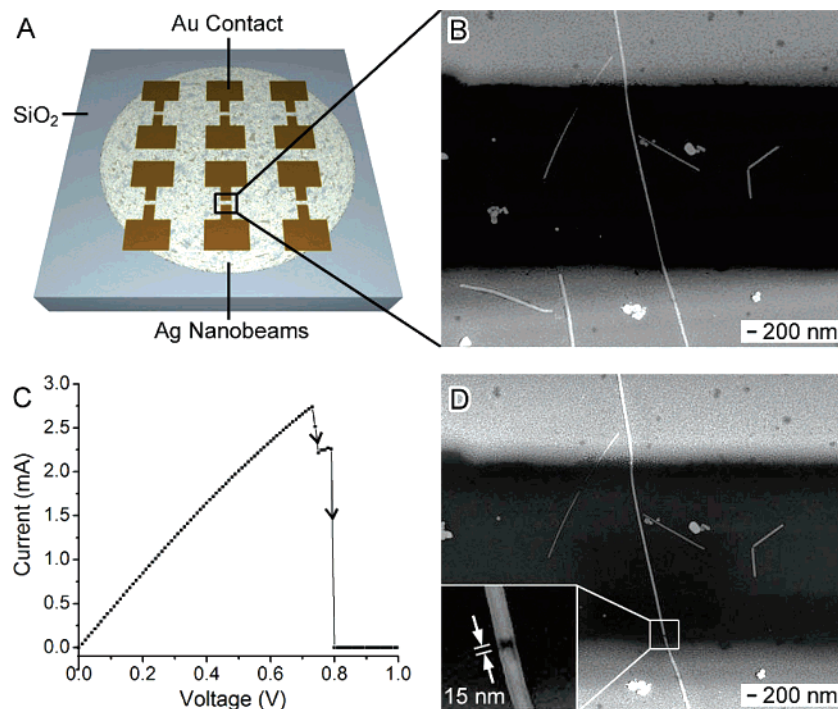 A
Au Contact
SiO₂
Ag Nanobeams
B
– 200 nm
C
3.0
2.5
2.0
1.5
1.0
0.5
0.0
Current (mA)
0.0
0.2
0.4
0.6
0.8
1.0
Voltage (V)
D
15 nm
– 200 nm